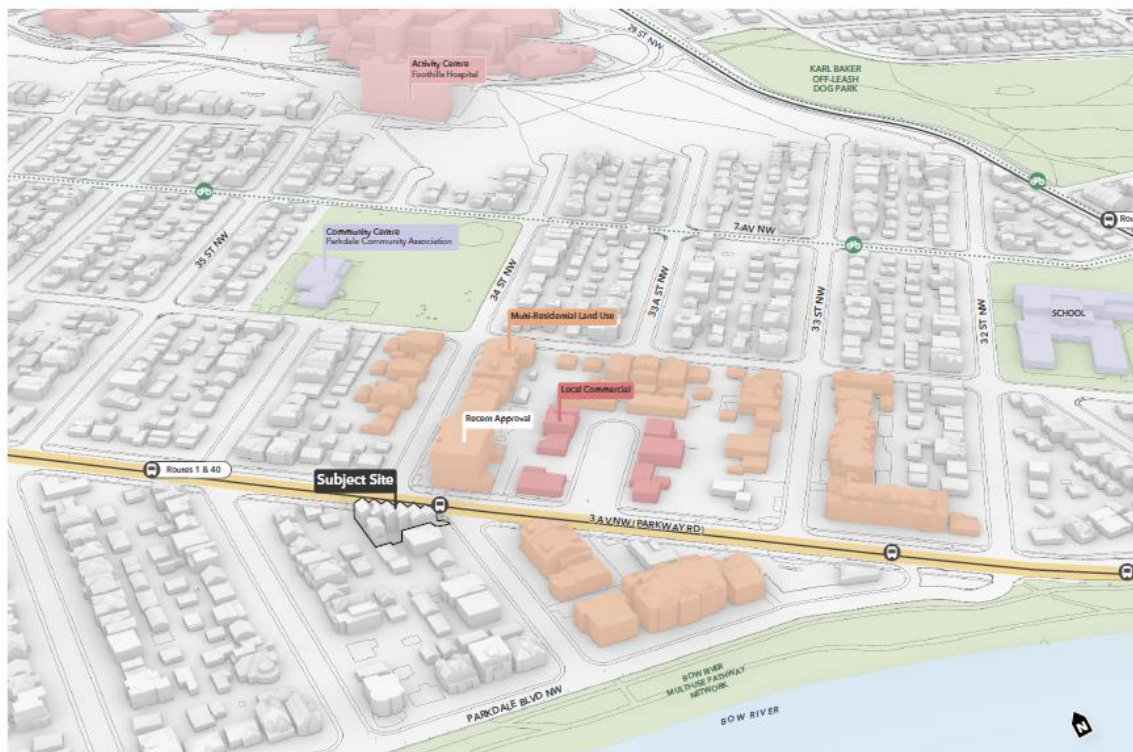 29 ST NW
Activity Centre
Foothills Hospital
KARL BAKER
OFF-LEASH
DOG PARK
Rou
7 AV NW
Community Centre
Parkdale Community Association
35 ST NW
34 ST NW
33A ST NW
33 ST NW
32 ST NW
SCHOOL
Multi-Residential Land Use
Local Commercial
Recent Approval
Routes 1 & 40
Subject Site
3 AV NW (PARKWAY RD)
PARKDALE BLVD NW
BOW RIVER
MULTI-USE PATHWAY
NETWORK
BOW RIVER
N